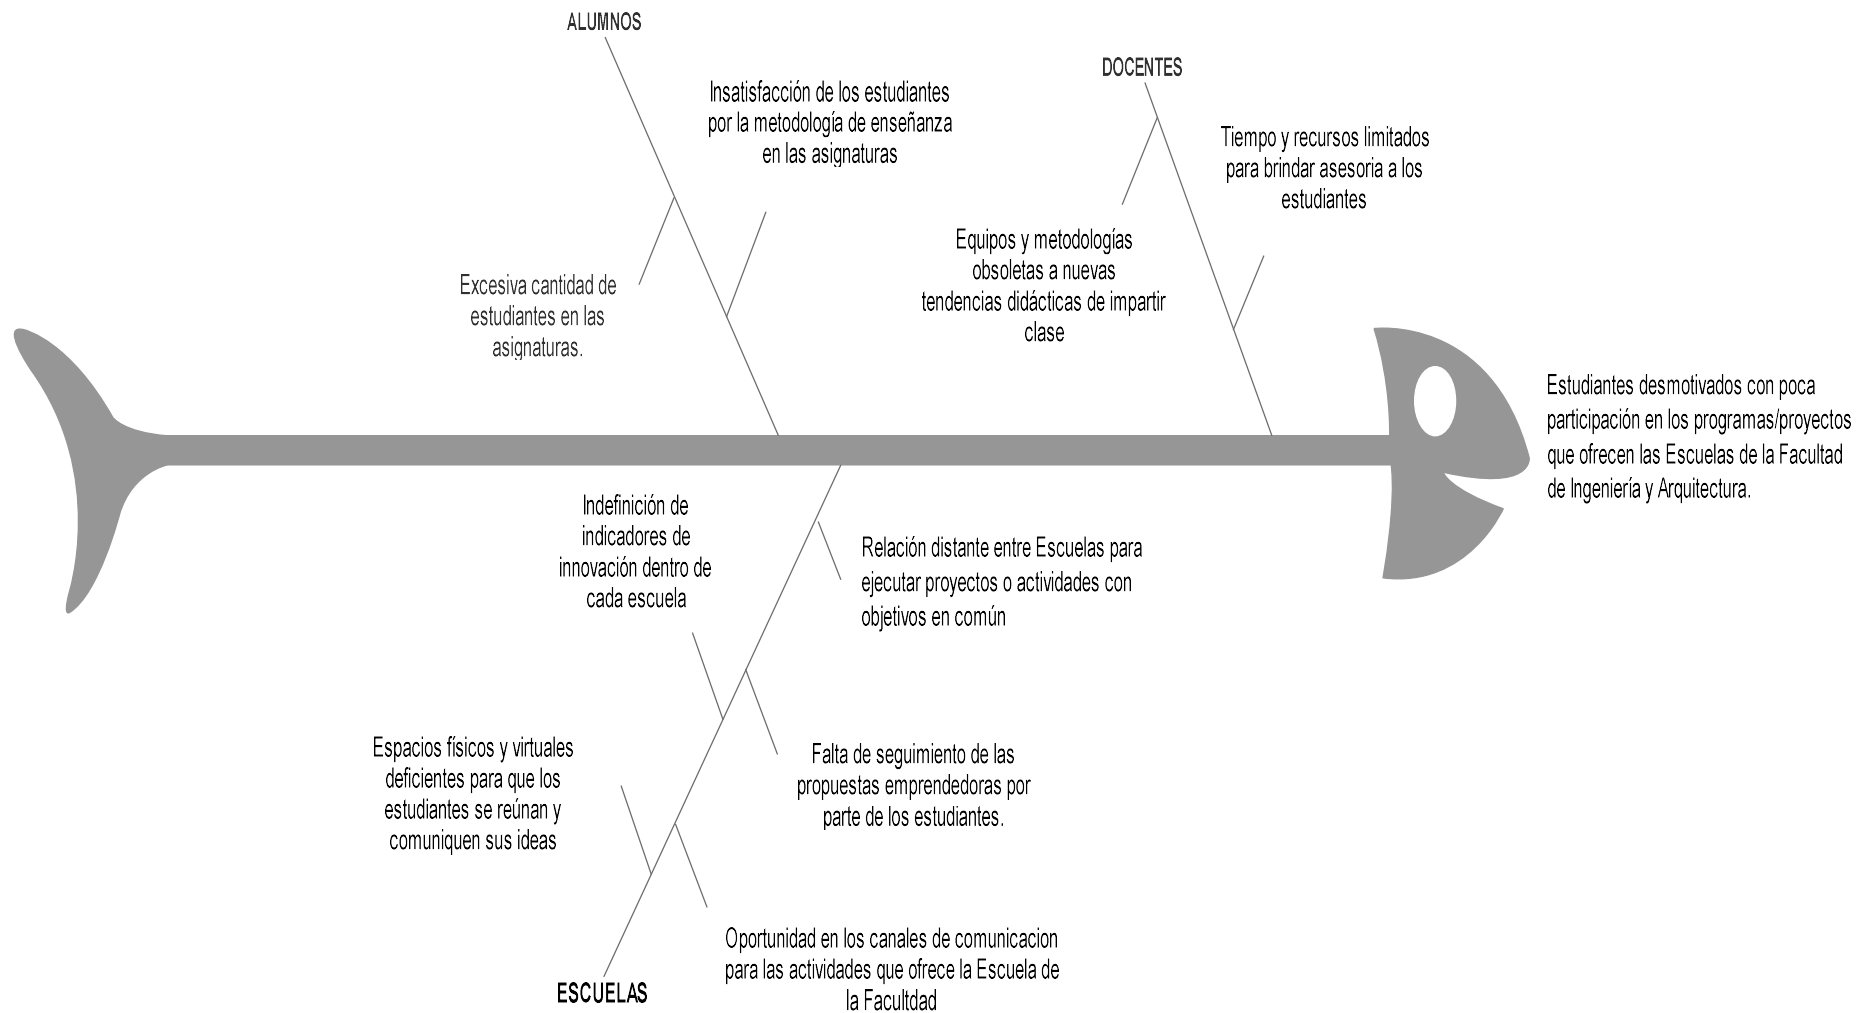 ALUMNOS
Insatisfacción de los estudiantes
por la metodología de enseñanza
en las asignaturas
Excesiva cantidad de
estudiantes en las
asignaturas.
DOCENTES
Tiempo y recursos limitados
para brindar asesoria a los
estudiantes
Equipos y metodologías
obsoletas a nuevas
tendencias didácticas de impartir
clase
Estudiantes desmotivados con poca
participación en los programas/proyectos
que ofrecen las Escuelas de la Facultad
de Ingeniería y Arquitectura.
Indefinición de
indicadores de
innovación dentro de
cada escuela
Relación distante entre Escuelas para
ejecutar proyectos o actividades con
objetivos en común
Espacios físicos y virtuales
deficientes para que los
estudiantes se reúnan y
comuniquen sus ideas
Falta de seguimiento de las
propuestas emprendedoras por
parte de los estudiantes.
Oportunidad en los canales de comunicacion
para las actividades que ofrece la Escuela de
la Facultdad
ESCUELAS